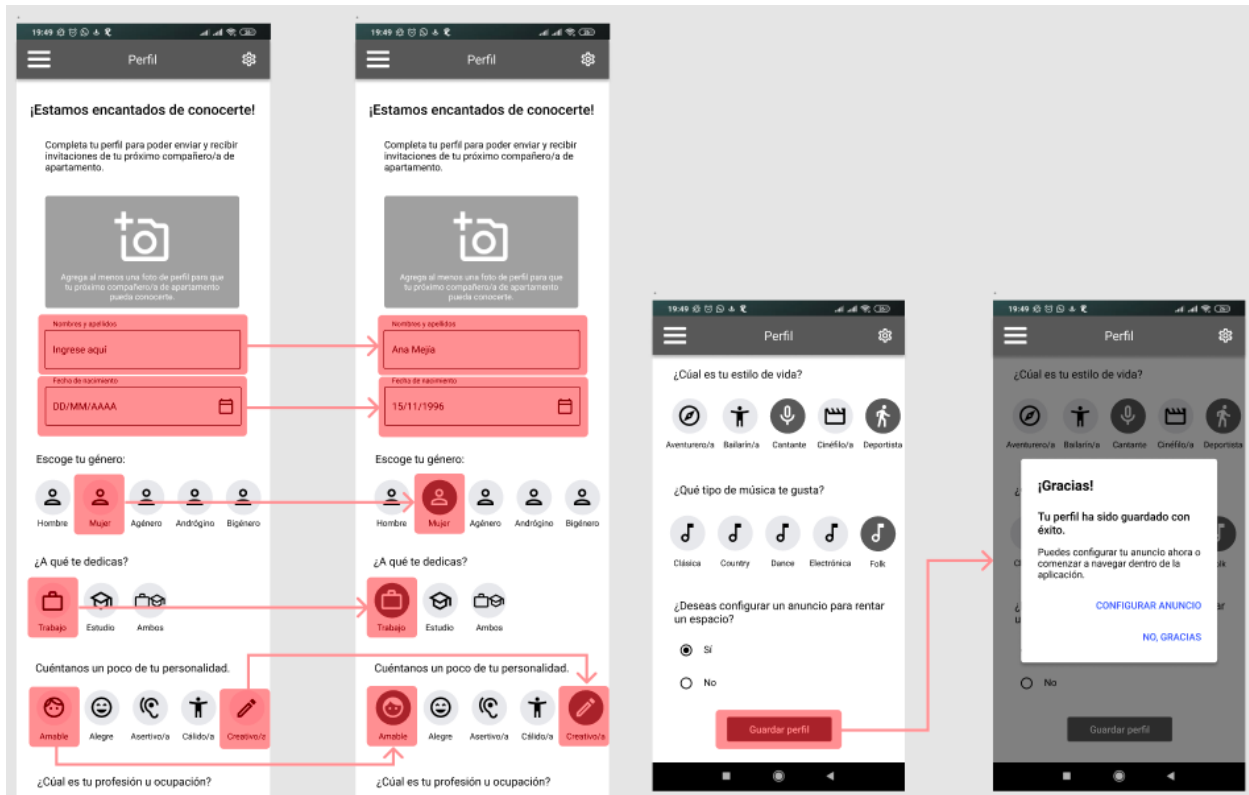 19:49
Perfil
¡Estamos encantados de conocerte!
Completa tu perfil para poder enviar y recibir
invitaciones de tu próximo compañero/a de
apartamento.
Agrega al menos una foto de perfil para que
tu próximo compañero/a de apartamento
pueda conocerte.
Nombres y apellidos
Ingrese aquí
Fecha de nacimiento
DD/MM/AAAA
Escoge tu género:
Hombre Mujer Agénero Andrógino Bigénero
¿A qué te dedicas?
Trabajo Estudio Ambos
Cuéntanos un poco de tu personalidad.
Amable Alegre Asertivo/a Cálido/a Creativo/a
¿Cuál es tu profesión u ocupación?
19:49
Perfil
¡Estamos encantados de conocerte!
Completa tu perfil para poder enviar y recibir
invitaciones de tu próximo compañero/a de
apartamento.
Agrega al menos una foto de perfil para que
tu próximo compañero/a de apartamento
pueda conocerte.
Nombres y apellidos
Ana Mejía
Fecha de nacimiento
15/11/1996
Escoge tu género:
Hombre Mujer Agénero Andrógino Bigénero
¿A qué te dedicas?
Trabajo Estudio Ambos
Cuéntanos un poco de tu personalidad.
Amable Alegre Asertivo/a Cálido/a Creativo/a
¿Cuál es tu profesión u ocupación?
19:49
Perfil
¿Cúal es tu estilo de vida?
Aventurero/a Bailarín/a Cantante Cinéfilo/a Deportista
¿Qué tipo de música te gusta?
Clásica Country Dance Electrónica Folk
¿Deseas configurar un anuncio para rentar
un espacio?
Sí
No
Guardar perfil
19:49
Perfil
¿Cúal es tu estilo de vida?
Aventurero/a Bailarín/a Cantante Cinéfilo/a Deportista
¡Gracias!
Tu perfil ha sido guardado con
éxito.
Puedes configurar tu anuncio ahora o
comenzar a navegar dentro de la
aplicación.
CONFIGURAR ANUNCIO
NO, GRACIAS
No
Guardar perfil